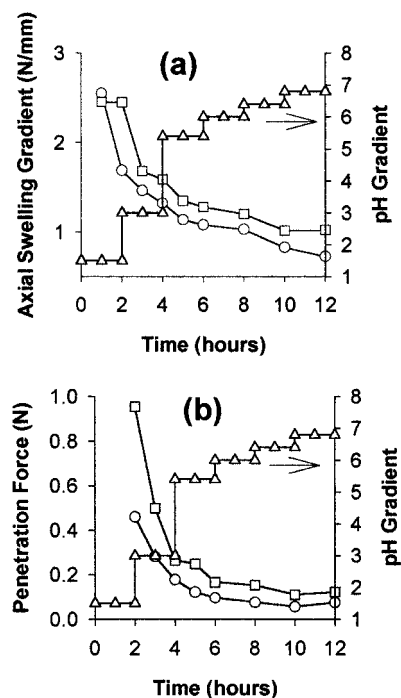 (a)
Axial Swelling Gradient (N/mm)
3
2
1
8
7
6
5
4
3
2
1
pH Gradient
0 2 4 6 8 10 12
Time (hours)
(b)
Penetration Force (N)
1.0
0.8
0.6
0.4
0.2
0.0
8
7
6
5
4
3
2
1
pH Gradient
0 2 4 6 8 10 12
Time (hours)